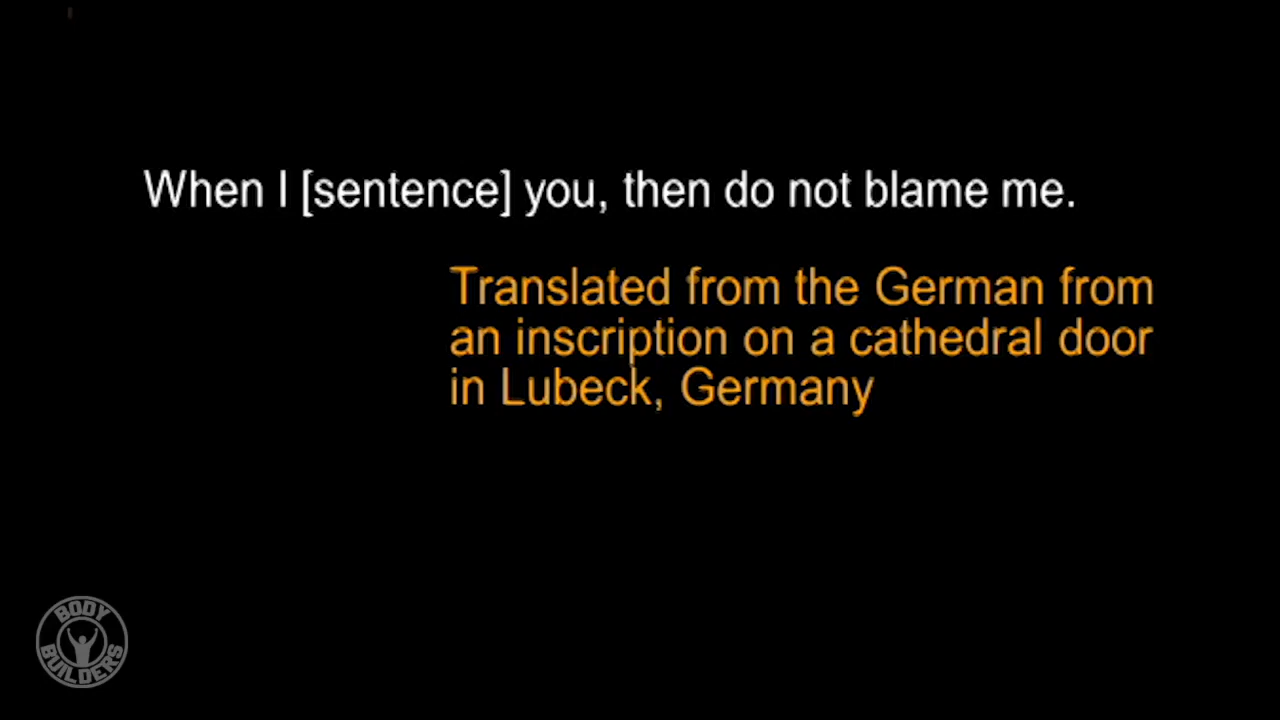 When I [sentence] you, then do not blame me.
Translated from the German from
an inscription on a cathedral door
in Lubeck, Germany
BODY
BUILDERS